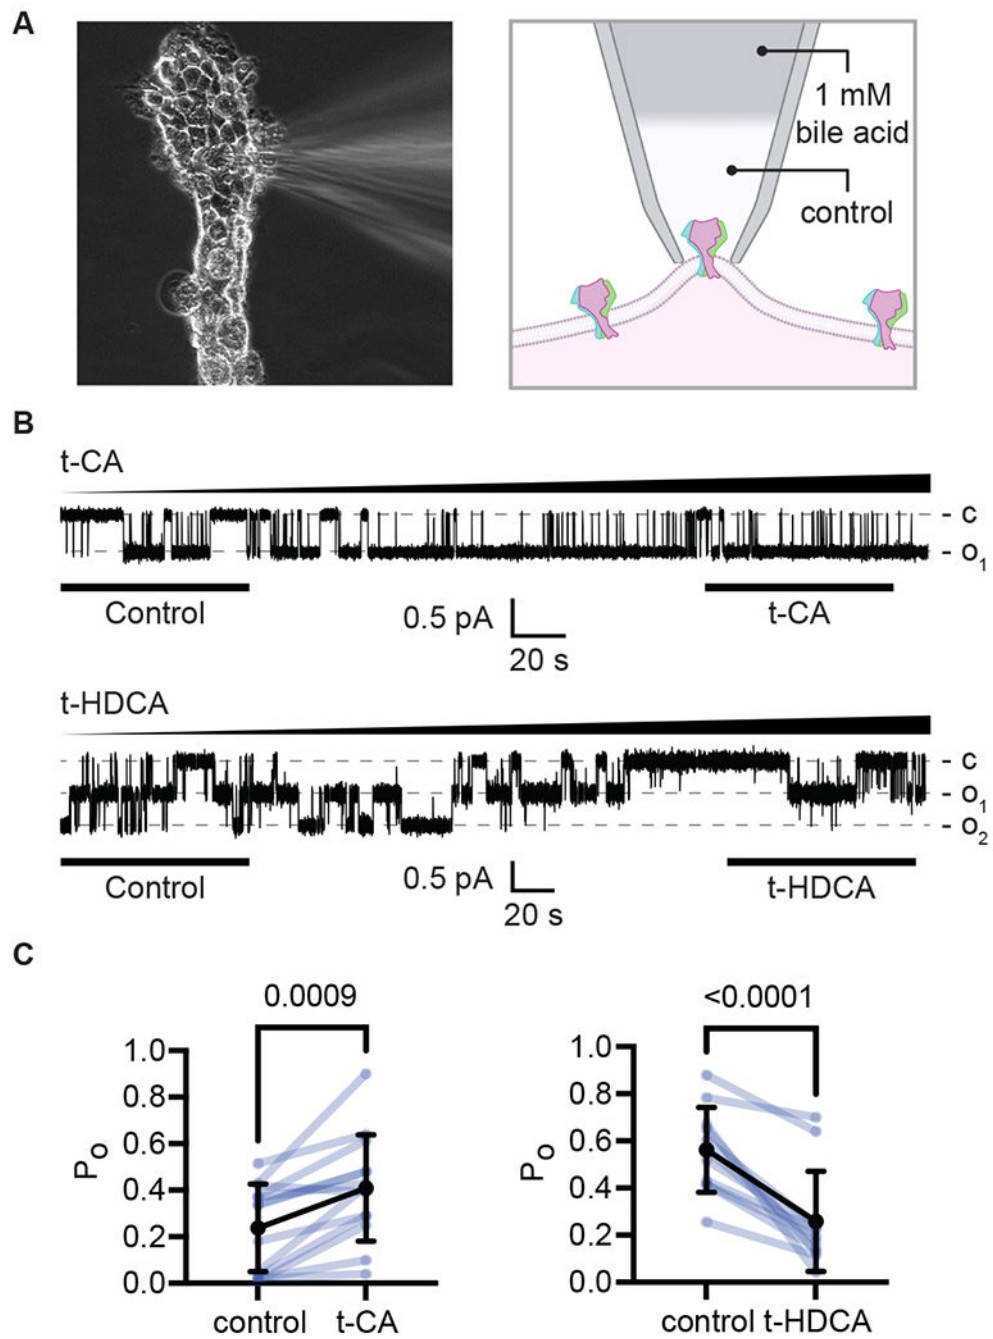 A
1 mM
bile acid
control
B
t-CA
C
O1
Control
0.5 pA
20 s
t-CA
t-HDCA
C
O1
O2
Control
0.5 pA
20 s
t-HDCA
C
0.0009
1.0
0.8
0.6
0.4
0.2
0.0
PO
control t-CA
<0.0001
1.0
0.8
0.6
0.4
0.2
0.0
PO
control t-HDCA